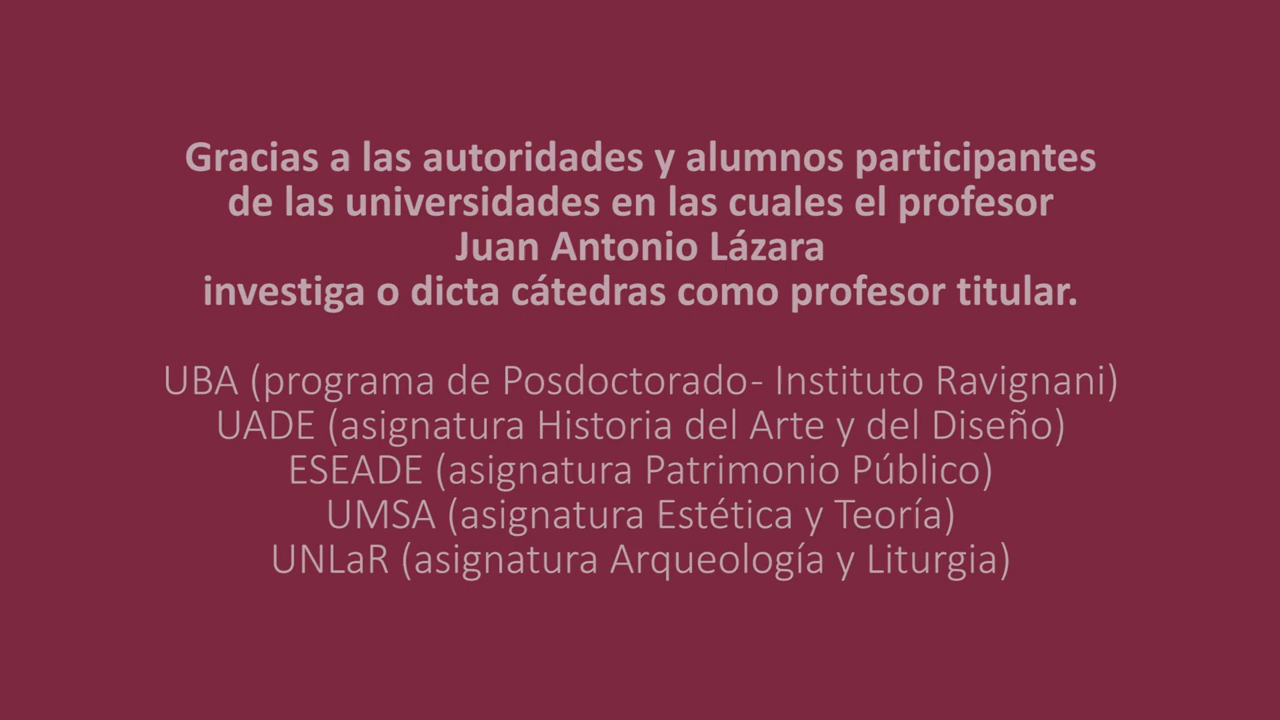 Gracias a las autoridades y alumnos participantes
de las universidades en las cuales el profesor
Juan Antonio Lázara
investiga o dicta cátedras como profesor titular.
UBA (programa de Posdoctorado- Instituto Ravignani)
UADE (asignatura Historia del Arte y del Diseño)
ESEADE (asignatura Patrimonio Público)
UMSA (asignatura Estética y Teoría)
UNLaR (asignatura Arqueología y Liturgia)